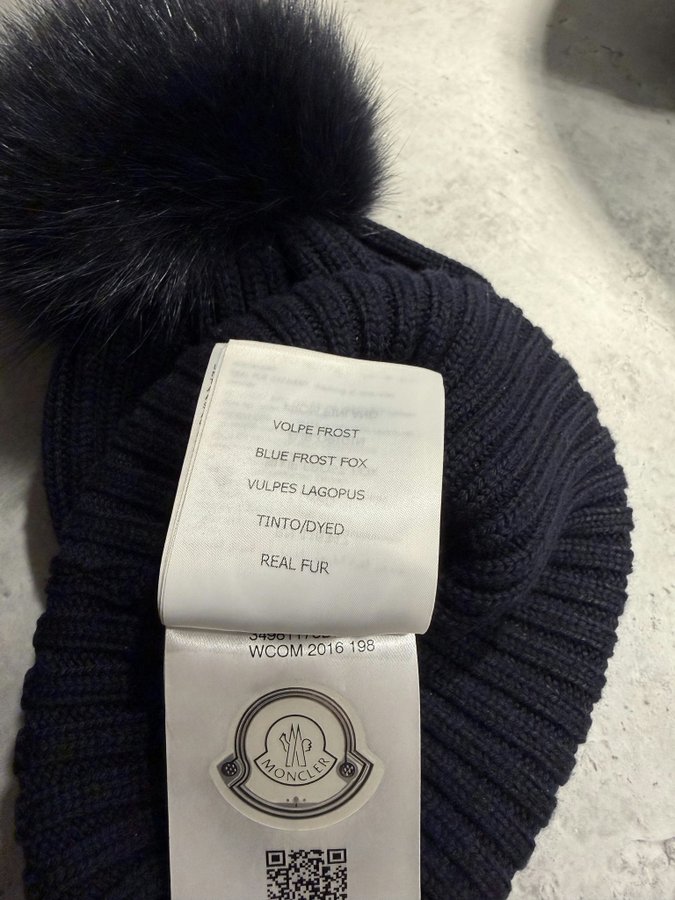 VOLPE FROST
BLUE FROST FOX
VULPES LAGOPUS
TINTO/DYED
REAL FUR
WCOM 2016 198
MONCLER